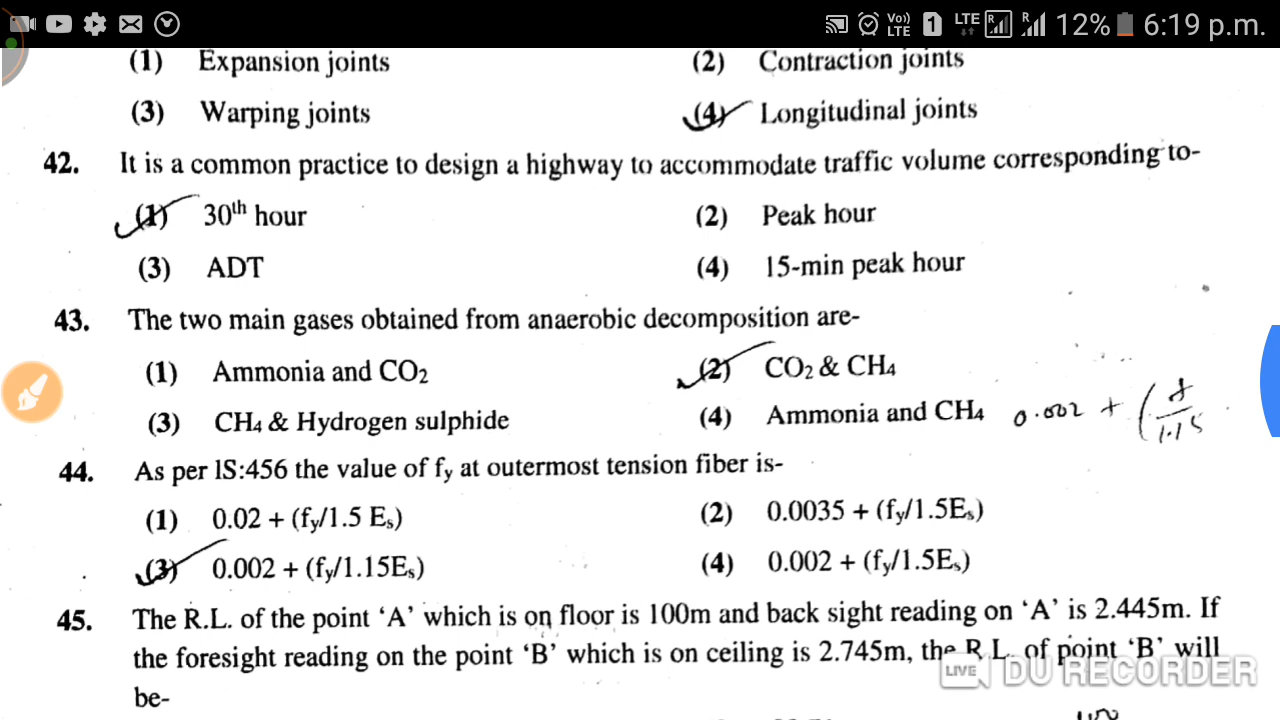 Vo)) LTE 1 LTE R R 12% 6:19 p.m.
(1) Expansion joints (2) Contraction joints
(3) Warping joints (4) Longitudinal joints
42. It is a common practice to design a highway to accommodate traffic volume corresponding to-
(1) 30th hour (2) Peak hour
(3) ADT (4) 15-min peak hour
43. The two main gases obtained from anaerobic decomposition are-
(1) Ammonia and CO₂ (2) CO₂ & CH₄
(3) CH₄ & Hydrogen sulphide (4) Ammonia and CH₄ 0.002 + ( / 1.15
44. As per IS:456 the value of fy at outermost tension fiber is-
(1) 0.02 + (fy/1.5 Es) (2) 0.0035 + (fy/1.5Es)
(3) 0.002 + (fy/1.15Es) (4) 0.002 + (fy/1.5Es)
45. The R.L. of the point ‘A’ which is on floor is 100m and back sight reading on ‘A’ is 2.445m. If
the foresight reading on the point ‘B’ which is on ceiling is 2.745m, the R.L. of point ‘B’ will
be-
LIVE DU RECORDER